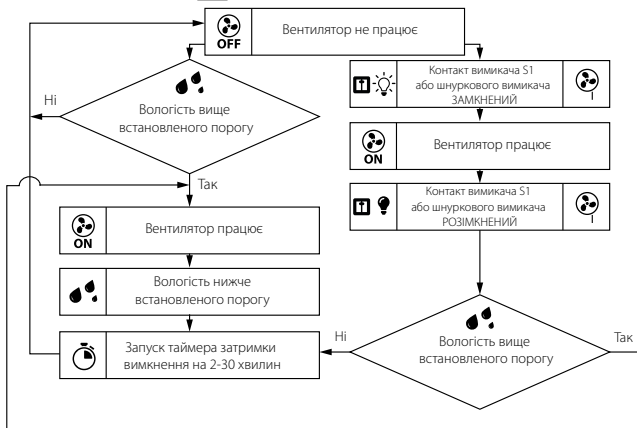 OFF
Вентилятор не працює
Ні
Вологість вище
встановленого порогу
Так
ON
Вентилятор працює
Вологість нижче
встановленого порогу
Запуск таймера затримки
вимкнення на 2-30 хвилин
Контакт вимикача S1
або шнуркового вимикача
ЗАМКНЕНИЙ
ON
Вентилятор працює
Контакт вимикача S1
або шнуркового вимикача
РОЗІМКНЕНИЙ
Ні
Вологість вище
встановленого порогу
Так